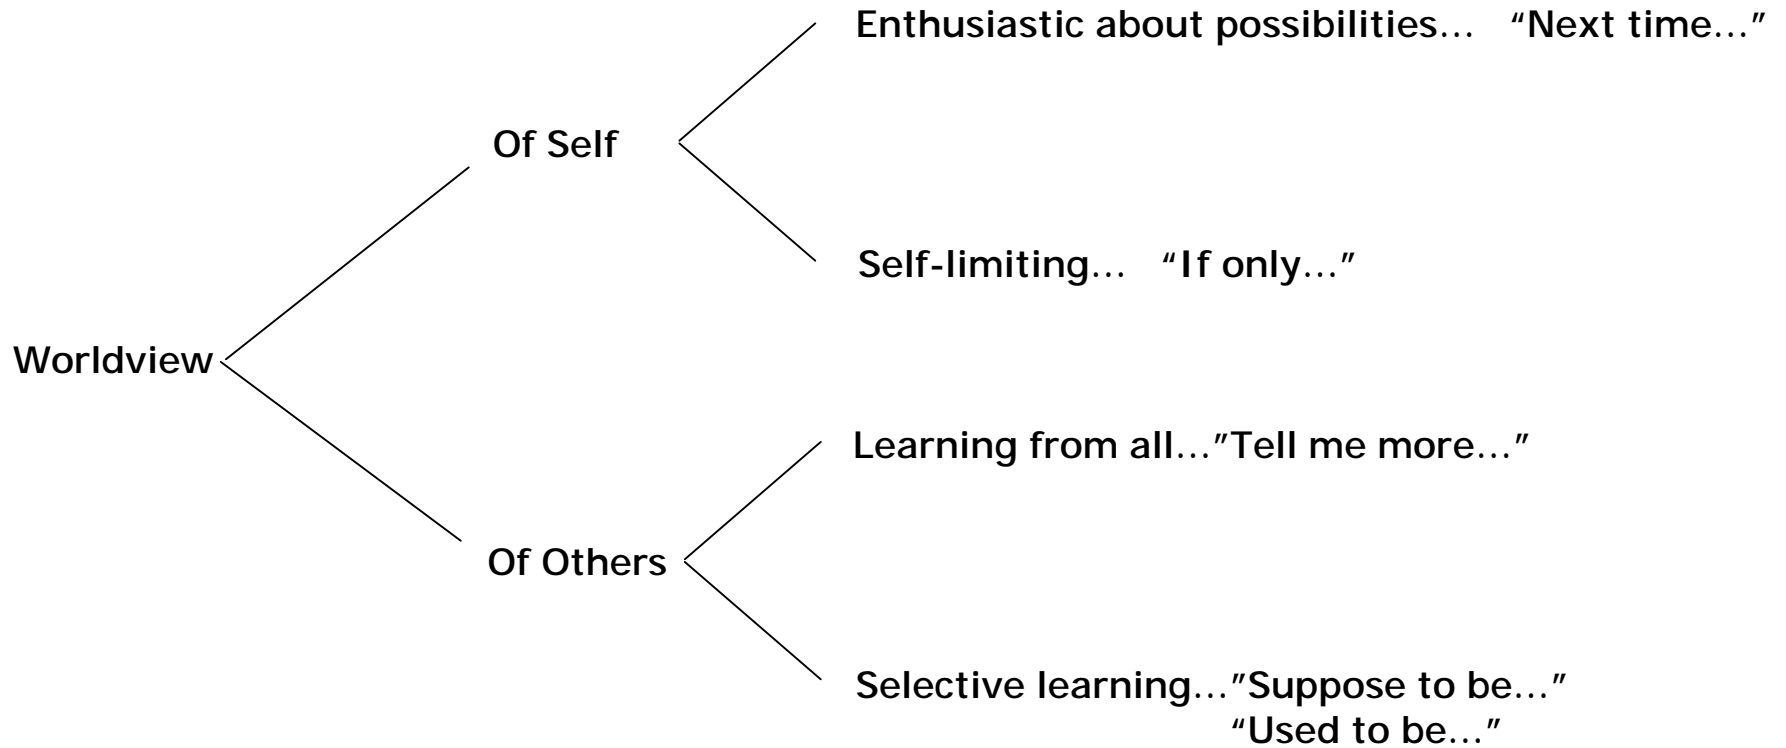 Enthusiastic about possibilities… “Next time…”
Of Self
Self-limiting… “If only…”
Worldview
Learning from all…”Tell me more…”
Of Others
Selective learning…”Suppose to be…”
“Used to be…”